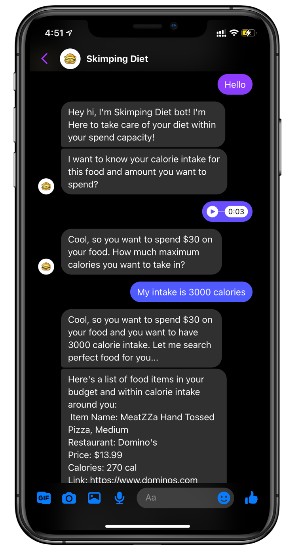 4:51
Skimping Diet
Hello
Hey hi, I'm Skimping Diet bot! I'm
Here to take care of your diet within
your spend capacity!
I want to know your calorie intake for
this food and amount you want to
spend?
0:03
Cool, so you want to spend $30 on
your food. How much maximum
calories you want to take in?
My intake is 3000 calories
Cool, so you want to spend $30 on
your food and you want to have
3000 calorie intake. Let me search
perfect food for you...
Here's a list of food items in your
budget and within calorie intake
around you:
Item Name: MeatZZa Hand Tossed
Pizza, Medium
Restaurant: Domino's
Price: $13.99
Calories: 270 cal
Link: https://www.dominos.com
GIF
Aa